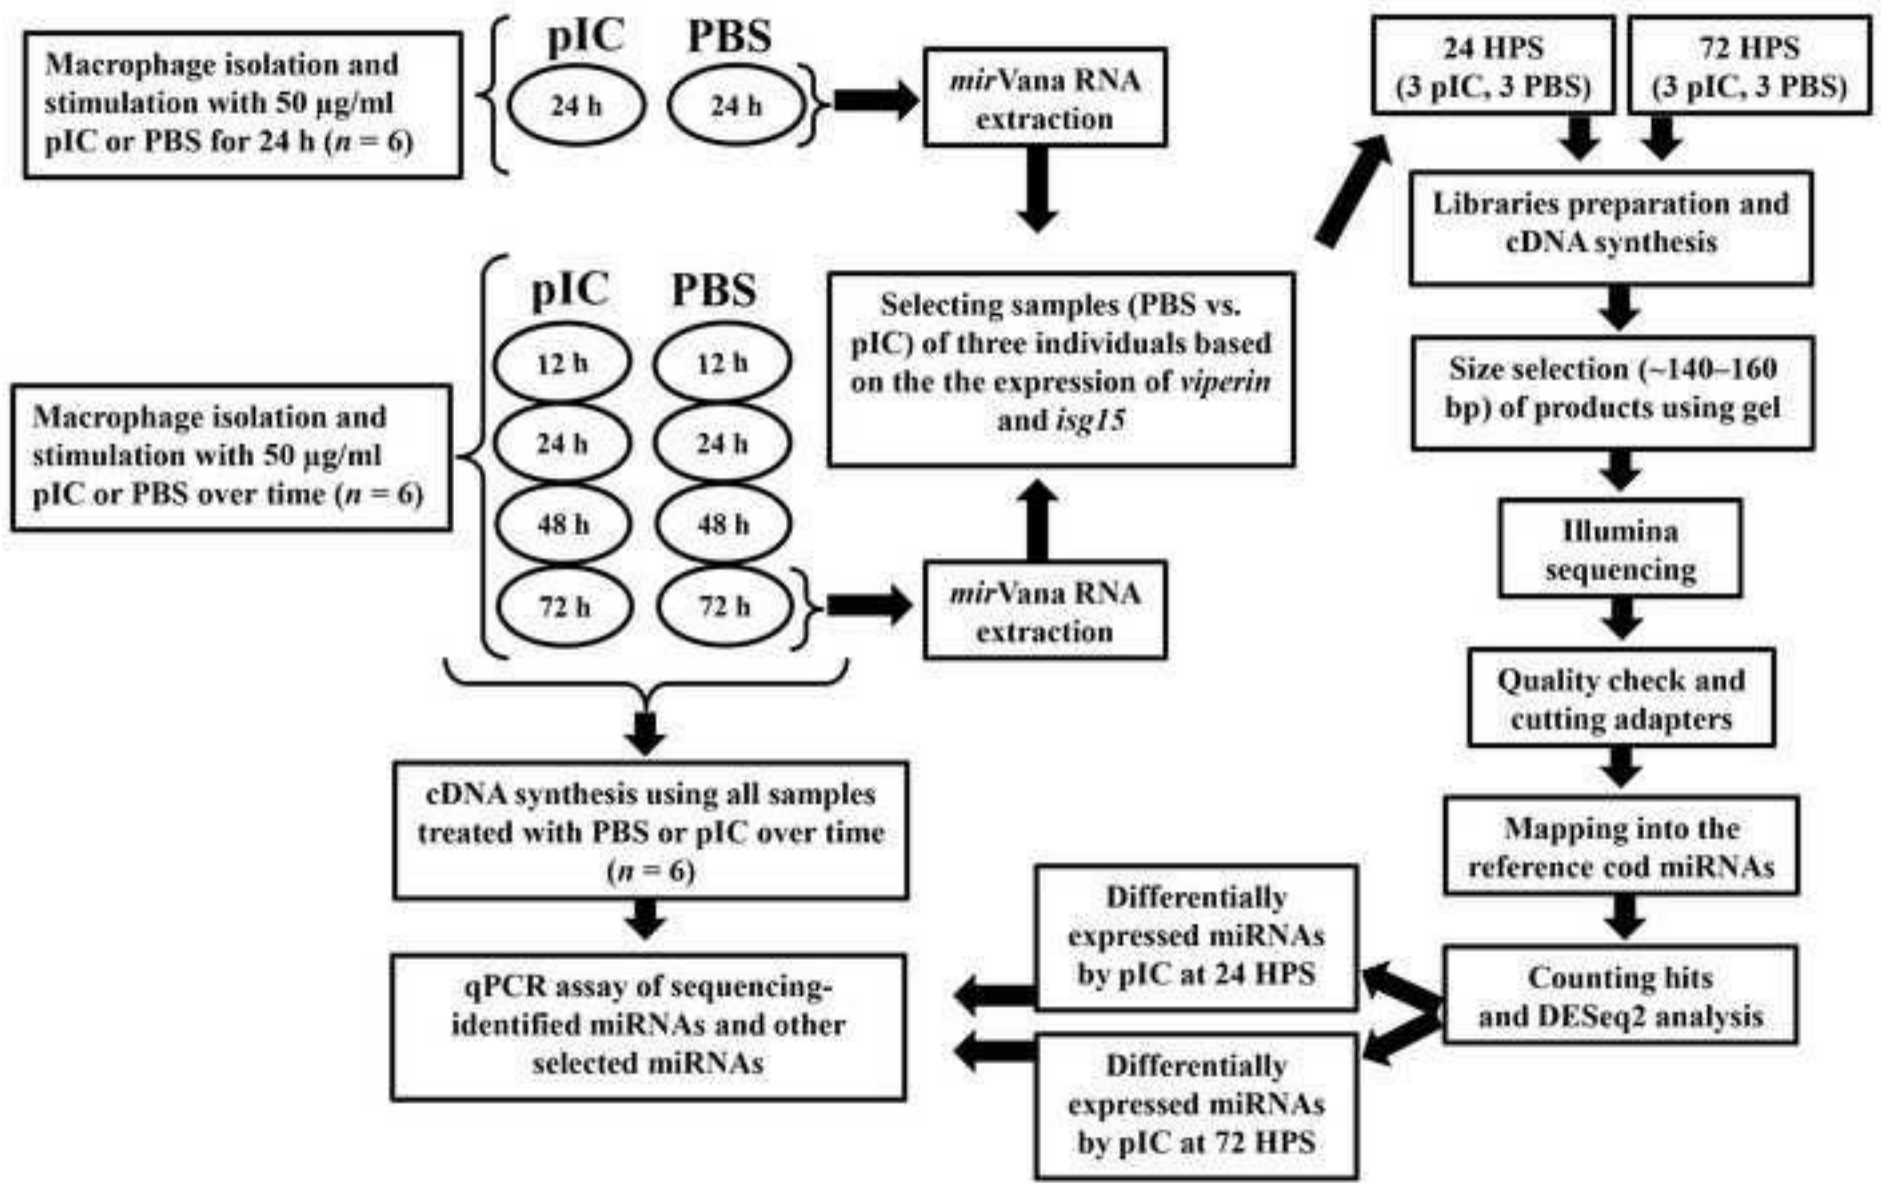 Macrophage isolation and
stimulation with 50 µg/ml
pIC or PBS for 24 h (n = 6)
pIC
PBS
24 h
24 h
mirVana RNA
extraction
Macrophage isolation and
stimulation with 50 µg/ml
pIC or PBS over time (n = 6)
pIC
PBS
12 h
12 h
24 h
24 h
48 h
48 h
72 h
72 h
mirVana RNA
extraction
Selecting samples (PBS vs.
pIC) of three individuals based
on the the expression of viperin
and isg15
24 HPS
(3 pIC, 3 PBS)
72 HPS
(3 pIC, 3 PBS)
Libraries preparation and
cDNA synthesis
Size selection (~140–160
bp) of products using gel
Illumina
sequencing
Quality check and
cutting adapters
Mapping into the
reference cod miRNAs
Counting hits
and DESeq2 analysis
Differentially
expressed miRNAs
by pIC at 24 HPS
Differentially
expressed miRNAs
by pIC at 72 HPS
cDNA synthesis using all samples
treated with PBS or pIC over time
(n = 6)
qPCR assay of sequencing-
identified miRNAs and other
selected miRNAs